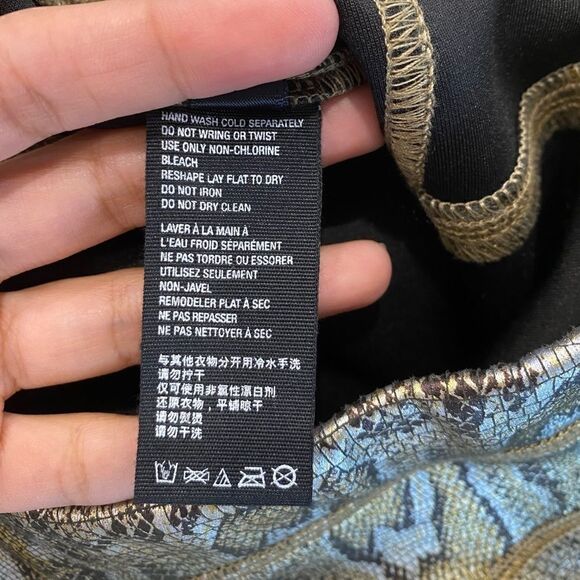 HAND WASH COLD SEPARATELY
DO NOT WRING OR TWIST
USE ONLY NON-CHLORINE
BLEACH
RESHAPE LAY FLAT TO DRY
DO NOT IRON
DO NOT DRY CLEAN
LAVER À LA MAIN À
L'EAU FROID SÉPARÉMENT
NE PAS TORDRE OU ESSORER
UTILISEZ SEULEMENT
NON-JAVEL
REMODELER PLAT À SEC
NE PAS REPASSER
NE PAS NETTOYER À SEC
与其他衣物分开用冷水手洗
请勿拧干
仅可使用非氯性漂白剂
还原衣物，平铺晾干
请勿熨烫
请勿干洗